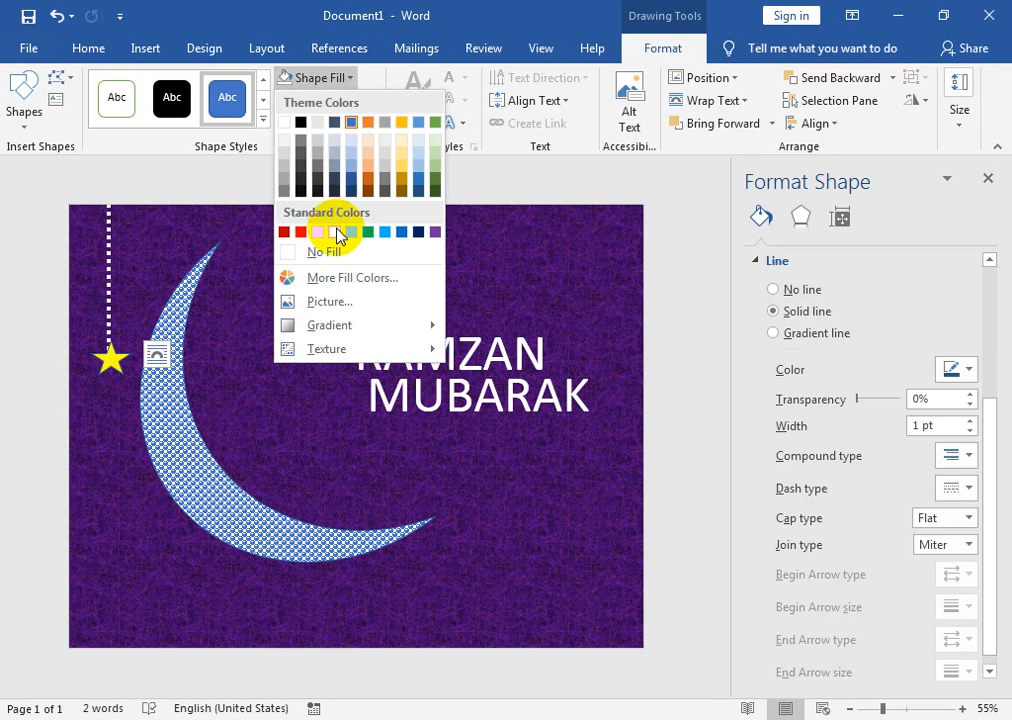 Document1 - Word
Drawing Tools
Sign in
File
Home
Insert
Design
Layout
References
Mailings
Review
View
Help
Format
Tell me what you want to do
Share
Shapes
Insert Shapes
Abc
Abc
Abc
Shape Styles
Shape Fill
Theme Colors
Standard Colors
No Fill
More Fill Colors...
Picture...
Gradient
Texture
Text Direction
Align Text
Create Link
Text
Alt
Text
Accessibi...
Position
Wrap Text
Bring Forward
Send Backward
Selection Pane
Align
Arrange
Size
MUBARAK
Format Shape
Line
No line
Solid line
Gradient line
Color
Transparency
0%
Width
1 pt
Compound type
Dash type
Cap type
Flat
Join type
Miter
Begin Arrow type
Begin Arrow size
End Arrow type
End Arrow size
Page 1 of 1
2 words
English (United States)
55%